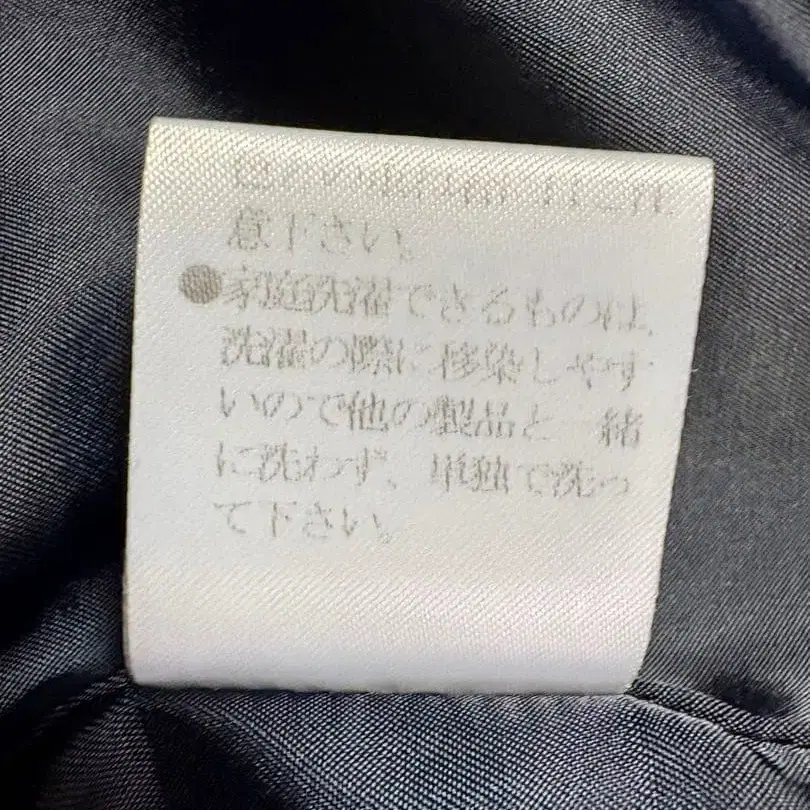 意下さい。
●家庭洗濯できるものは、
洗濯の際に移染しやす
いので他の製品と一緒
に洗わず、単独で洗っ
て下さい。